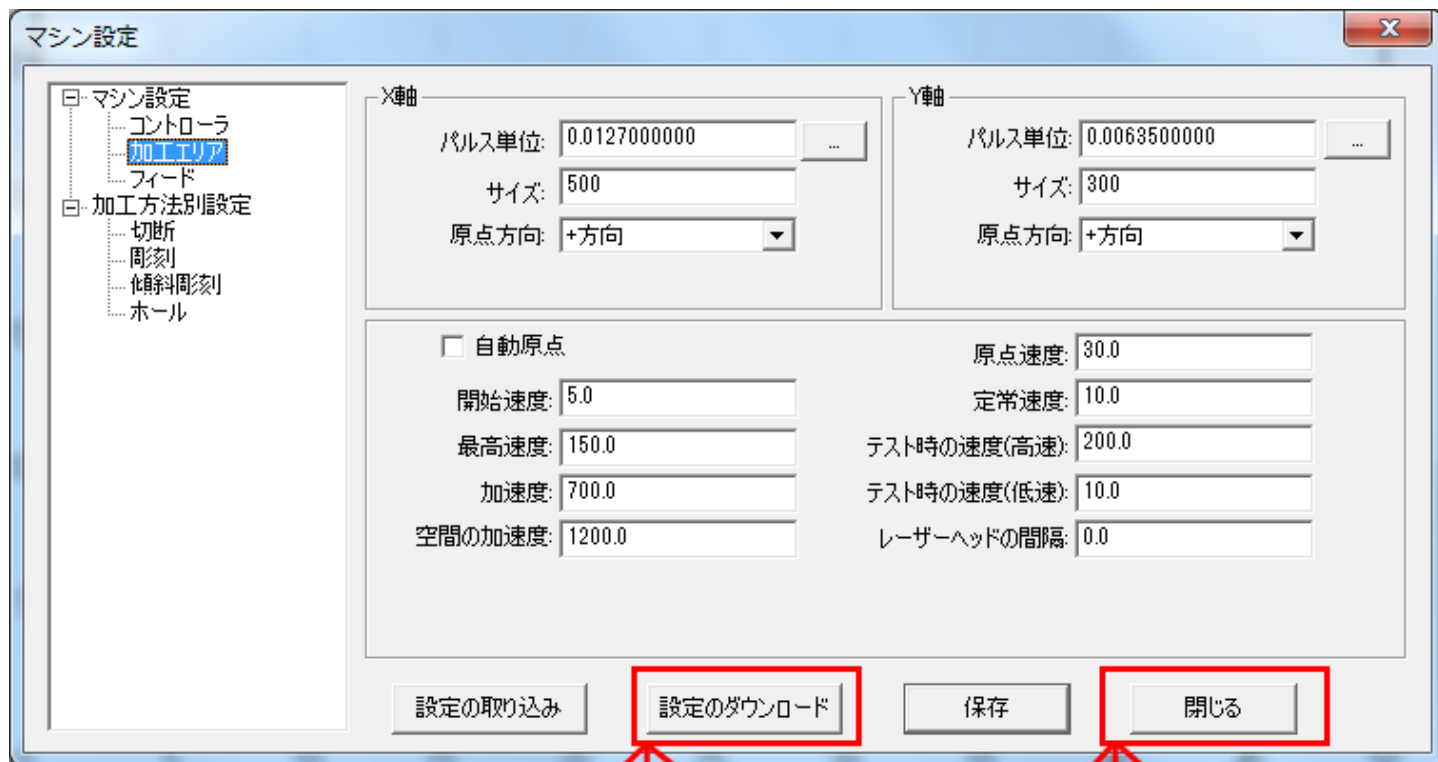 マシン設定
マシン設定
コントローラ
加工エリア
フィード
加工方法別設定
切断
彫刻
傾斜彫刻
ホール
X軸
パルス単位: 0.0127000000 ...
サイズ: 500
原点方向: +方向
Y軸
パルス単位: 0.0063500000 ...
サイズ: 300
原点方向: +方向
自動原点
原点速度: 30.0
開始速度: 5.0
定常速度: 10.0
最高速度: 150.0
テスト時の速度(高速): 200.0
加速度: 700.0
テスト時の速度(低速): 10.0
空間の加速度: 1200.0
レーザーヘッドの間隔: 0.0
設定の取り込み 設定のダウンロード 保存 閉じる